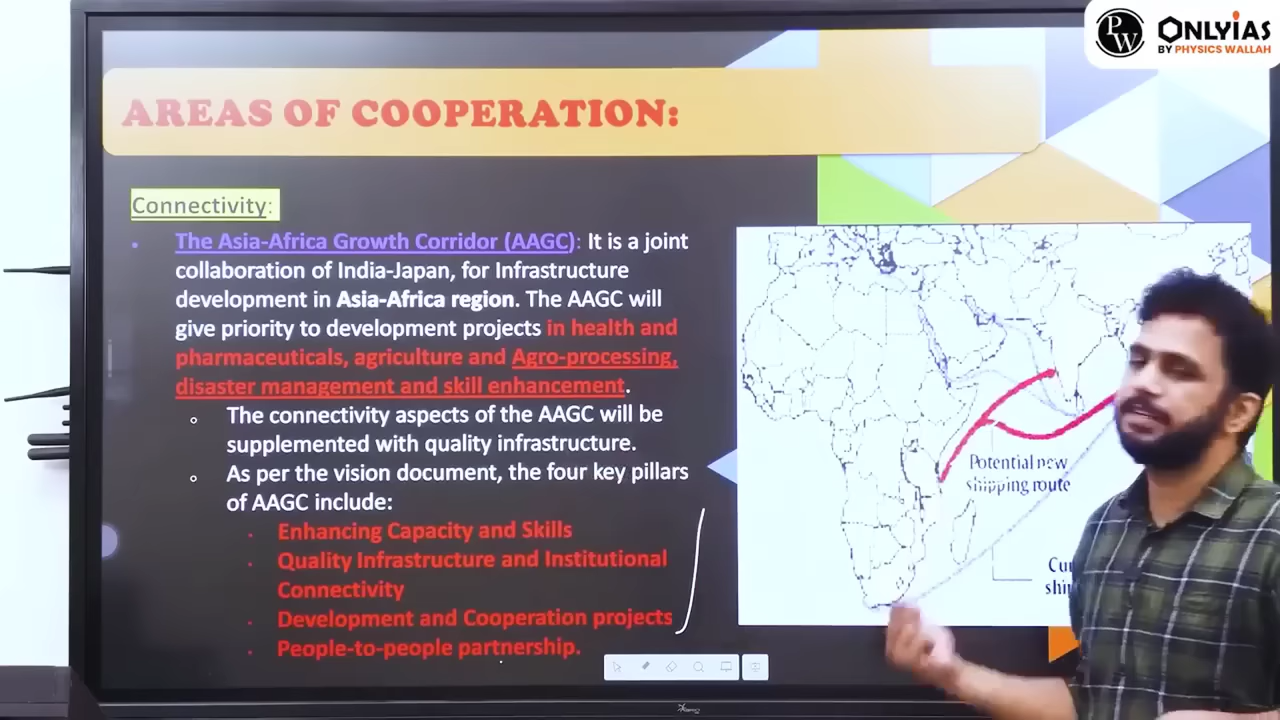 PW
ONLYIAS
BY PHYSICS WALLAH
AREAS OF COOPERATION:
Connectivity:
• The Asia-Africa Growth Corridor (AAGC): It is a joint
collaboration of India-Japan, for Infrastructure
development in Asia-Africa region. The AAGC will
give priority to development projects in health and
pharmaceuticals, agriculture and Agro-processing,
disaster management and skill enhancement.
o The connectivity aspects of the AAGC will be
supplemented with quality infrastructure.
o As per the vision document, the four key pillars
of AAGC include:
• Enhancing Capacity and Skills
• Quality Infrastructure and Institutional
Connectivity
• Development and Cooperation projects
• People-to-people partnership.
Potential new
shipping route